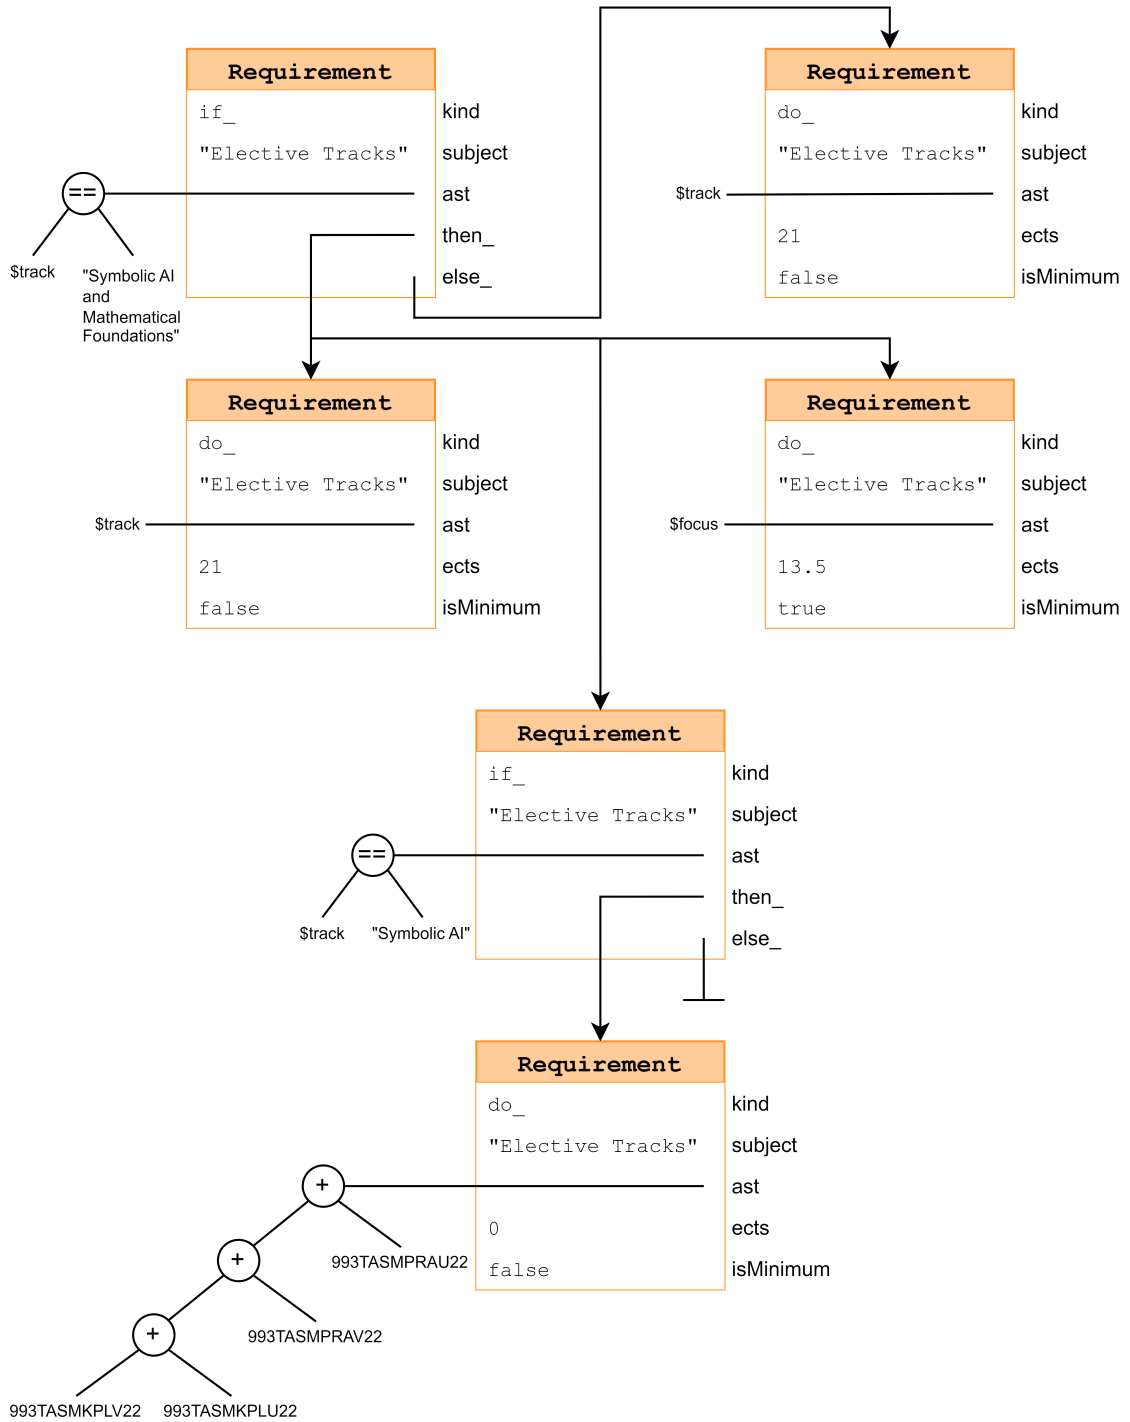 Requirement
if_ kind
"Elective Tracks" subject
== ast
then_
else_
$track
"Symbolic AI
and
Mathematical
Foundations"
Requirement
do_ kind
"Elective Tracks" subject
$track ast
21 ects
false isMinimum
Requirement
do_ kind
"Elective Tracks" subject
$track ast
21 ects
false isMinimum
Requirement
do_ kind
"Elective Tracks" subject
$focus ast
13.5 ects
true isMinimum
Requirement
if_ kind
"Elective Tracks" subject
== ast
then_
else_
$track "Symbolic AI"
Requirement
do_ kind
"Elective Tracks" subject
+ ast
0 ects
false isMinimum
993TASMPRAU22
+
993TASMPRAV22
+
993TASMKPLV22 993TASMKPLU22